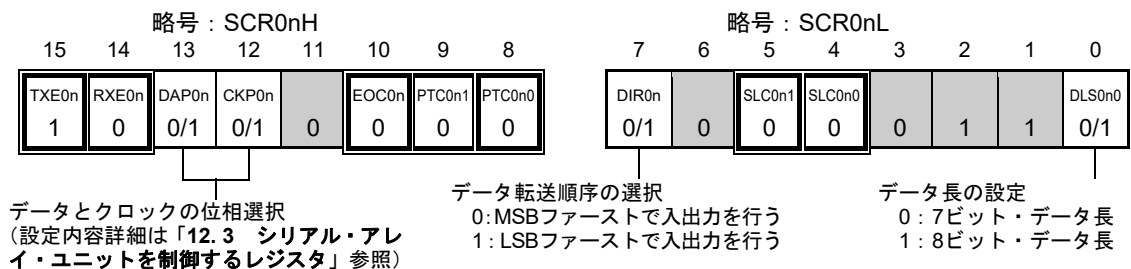 略号：SCR0nH
15 14 13 12 11 10 9 8
TXE0n RXE0n DAP0n CKP0n EOC0n PTC0n1 PTC0n0
1 0 0/1 0/1 0 0 0 0
データとクロックの位相選択
（設定内容詳細は「12. 3 シリアル・アレ
イ・ユニットを制御するレジスタ」参照）
略号：SCR0nL
7 6 5 4 3 2 1 0
DIR0n SLC0n1 SLC0n0 DLS0n0
0/1 0 0 0 0 1 1 0/1
データ転送順序の選択
0：MSBファーストで入出力を行う
1：LSBファーストで入出力を行う
データ長の設定
0：7ビット・データ長
1：8ビット・データ長